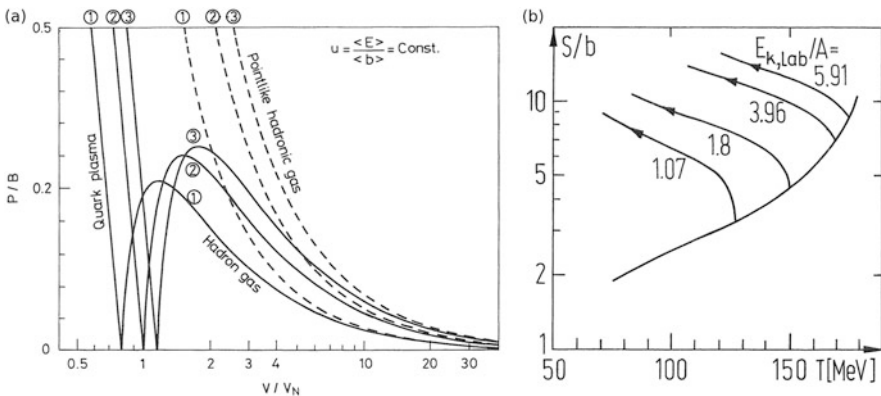 (a)
0.5
0.2
0
P / B
① ② ③
① ② ③
u = <E> / <b> = Const.
Pointlike hadronic gas
Quark plasma
③
②
①
Hadron gas
0.5 1 2 4 10 20 30
V / V_N
(b)
S/b
E_k,Lab/A=
5.91
3.96
1.8
1.07
10
5
2
1
50 100 150 T[MeV]